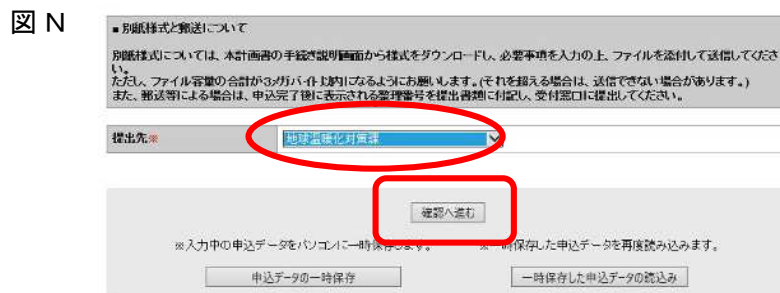 図 N
■ 別紙様式と郵送について
別紙様式については、本計画書の手続き説明画面から様式をダウンロードし、必要事項を入力の上、ファイルを添付して送信してくださ
い。
ただし、ファイル容量の合計が3メガバイト以内になるようにお願いします。(それを超える場合は、送信できない場合があります。)
また、郵送等による場合は、申込完了後に表示される整理番号を提出書類に付記し、受付窓口に提出してください。
提出先※
地球温暖化対策課
確認へ進む
※入力中の申込データをパソコンに一時保存します。
※一時保存した申込データを再度読み込みます。
申込データの一時保存
一時保存した申込データの読込み